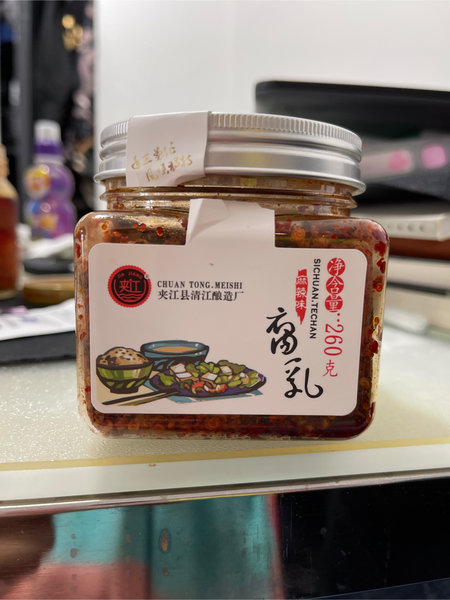 夹江
CHUAN TONG.MEISHI
夹江县清江酿造厂
麻辣味
SICHUAN.TECHAN
净含量:260克
腐乳